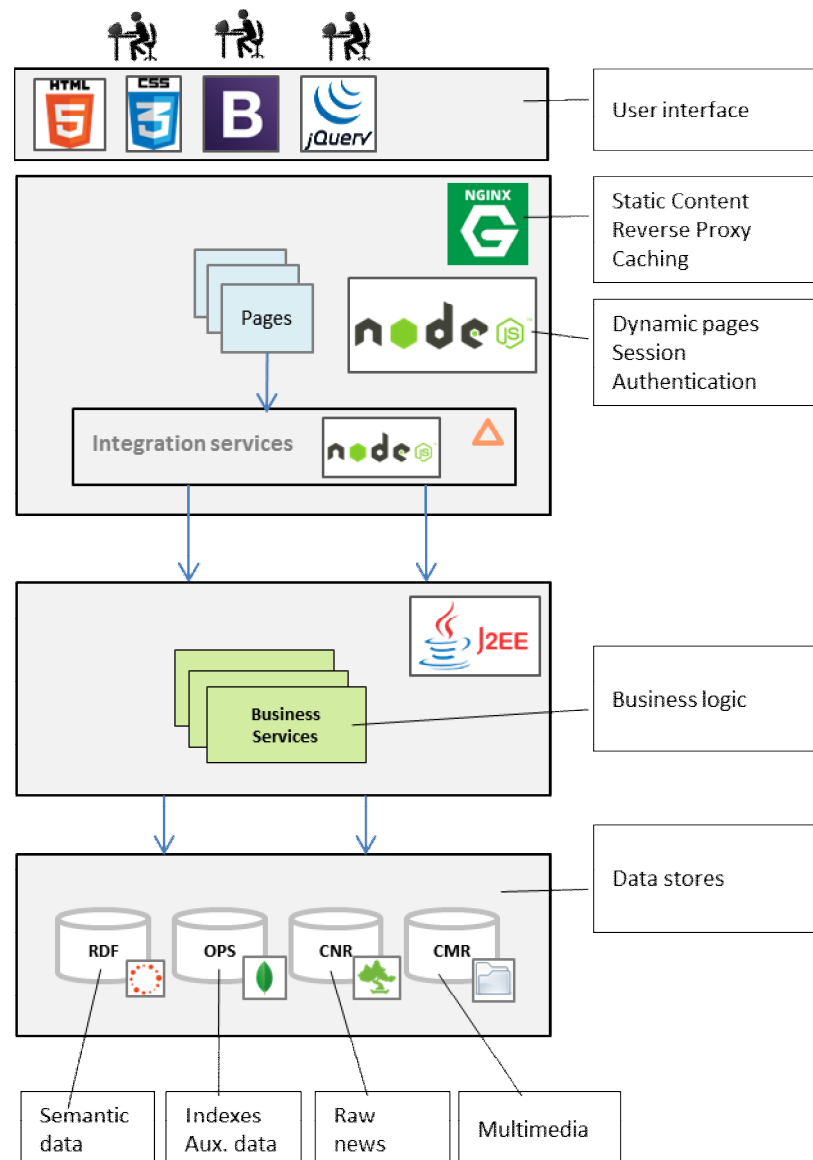 HTML
5
CSS
3
B
jQuery
User interface
NGINX
G
Static Content
Reverse Proxy
Caching
Pages
node
JS
™
Dynamic pages
Session
Authentication
Integration services
node
JS
J2EE
Business
Services
Business logic
Data stores
RDF
OPS
CNR
CMR
Semantic
data
Indexes
Aux. data
Raw
news
Multimedia